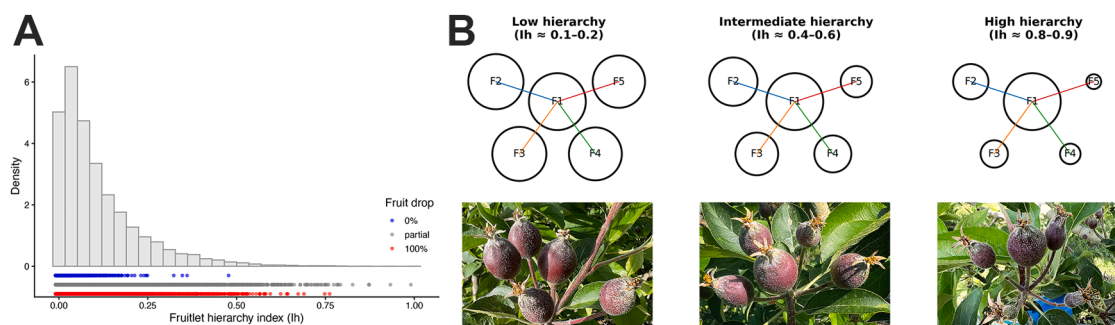 A
6
4
2
0
Density
Fruit drop
0%
partial
100%
0.00
0.25
0.50
0.75
1.00
Fruitlet hierarchy index (Ih)
B
Low hierarchy
(Ih ≈ 0.1–0.2)
F2
F5
F1
F3
F4
Intermediate hierarchy
(Ih ≈ 0.4–0.6)
F2
F5
F1
F3
F4
High hierarchy
(Ih ≈ 0.8–0.9)
F2
F5
F1
F3
F4